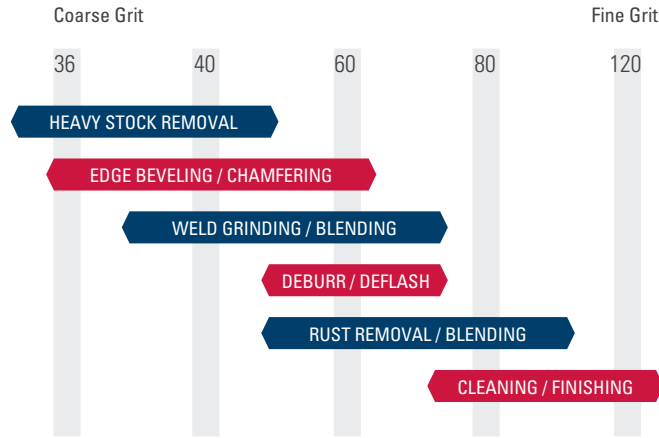 Coarse Grit Fine Grit
36 40 60 80 120
HEAVY STOCK REMOVAL
EDGE BEVELING / CHAMFERING
WELD GRINDING / BLENDING
DEBURR / DEFLASH
RUST REMOVAL / BLENDING
CLEANING / FINISHING